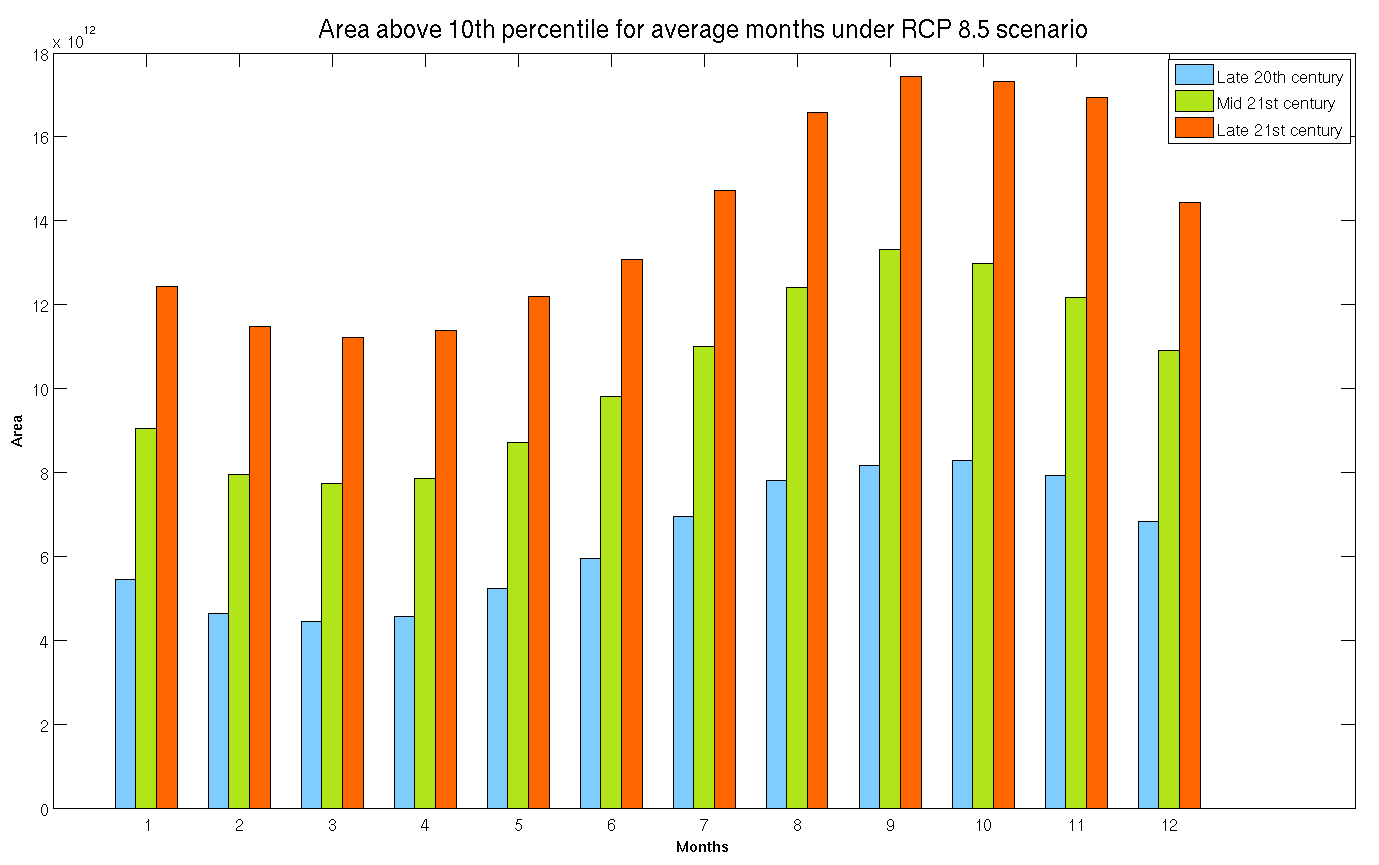 Area above 10th percentile for average months under RCP 8.5 scenario
x 10^12
18
16
14
12
10
8
6
4
2
0
Area
Late 20th century
Mid 21st century
Late 21st century
1 2 3 4 5 6 7 8 9 10 11 12
Months